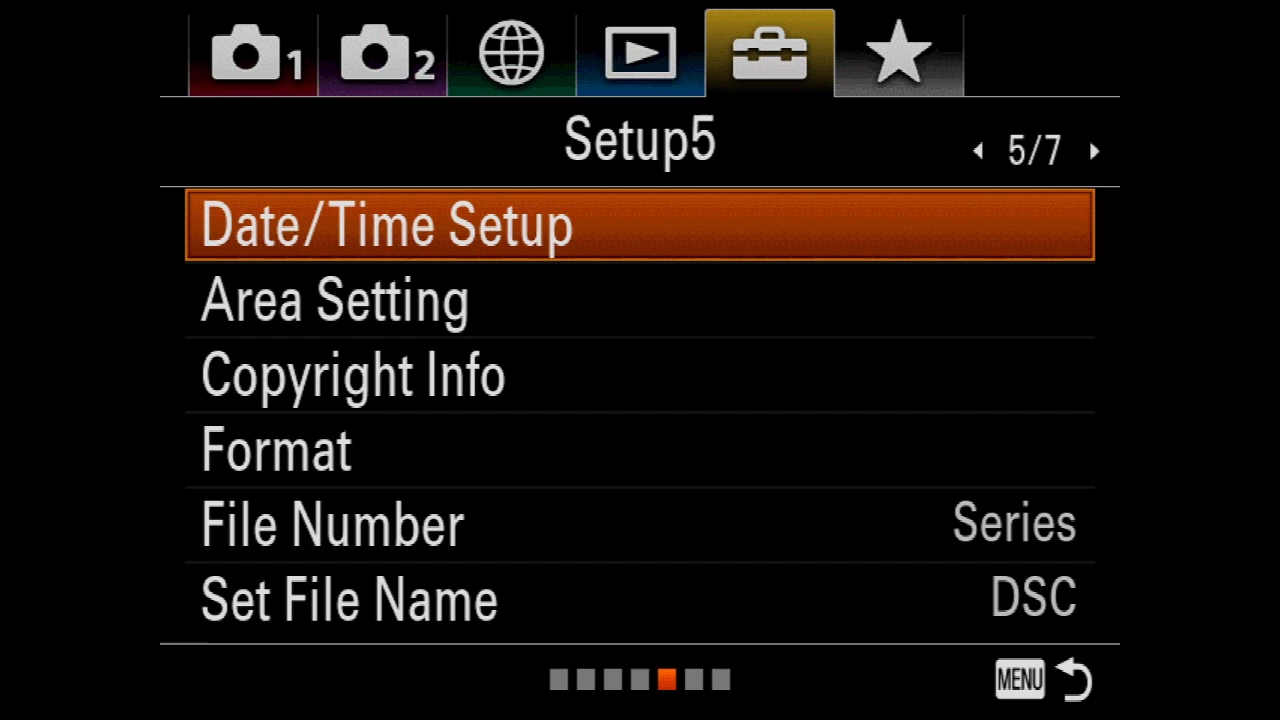 1 2
Setup5
5/7
Date/Time Setup
Area Setting
Copyright Info
Format
File Number Series
Set File Name DSC
MENU